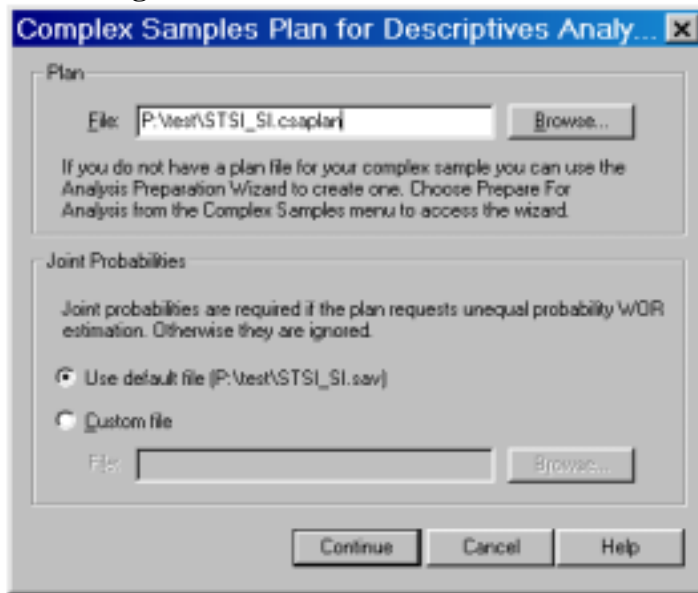 Complex Samples Plan for Descriptives Analy...
Plan
File: P:\test\STSI_SI.csaplan Browse...
If you do not have a plan file for your complex sample you can use the
Analysis Preparation Wizard to create one. Choose Prepare For
Analysis from the Complex Samples menu to access the wizard.
Joint Probabilities
Joint probabilities are required if the plan requests unequal probability WOR
estimation. Otherwise they are ignored.
Use default file (P:\test\STSI_SI.sav)
Custom file
File: Browse...
Continue Cancel Help